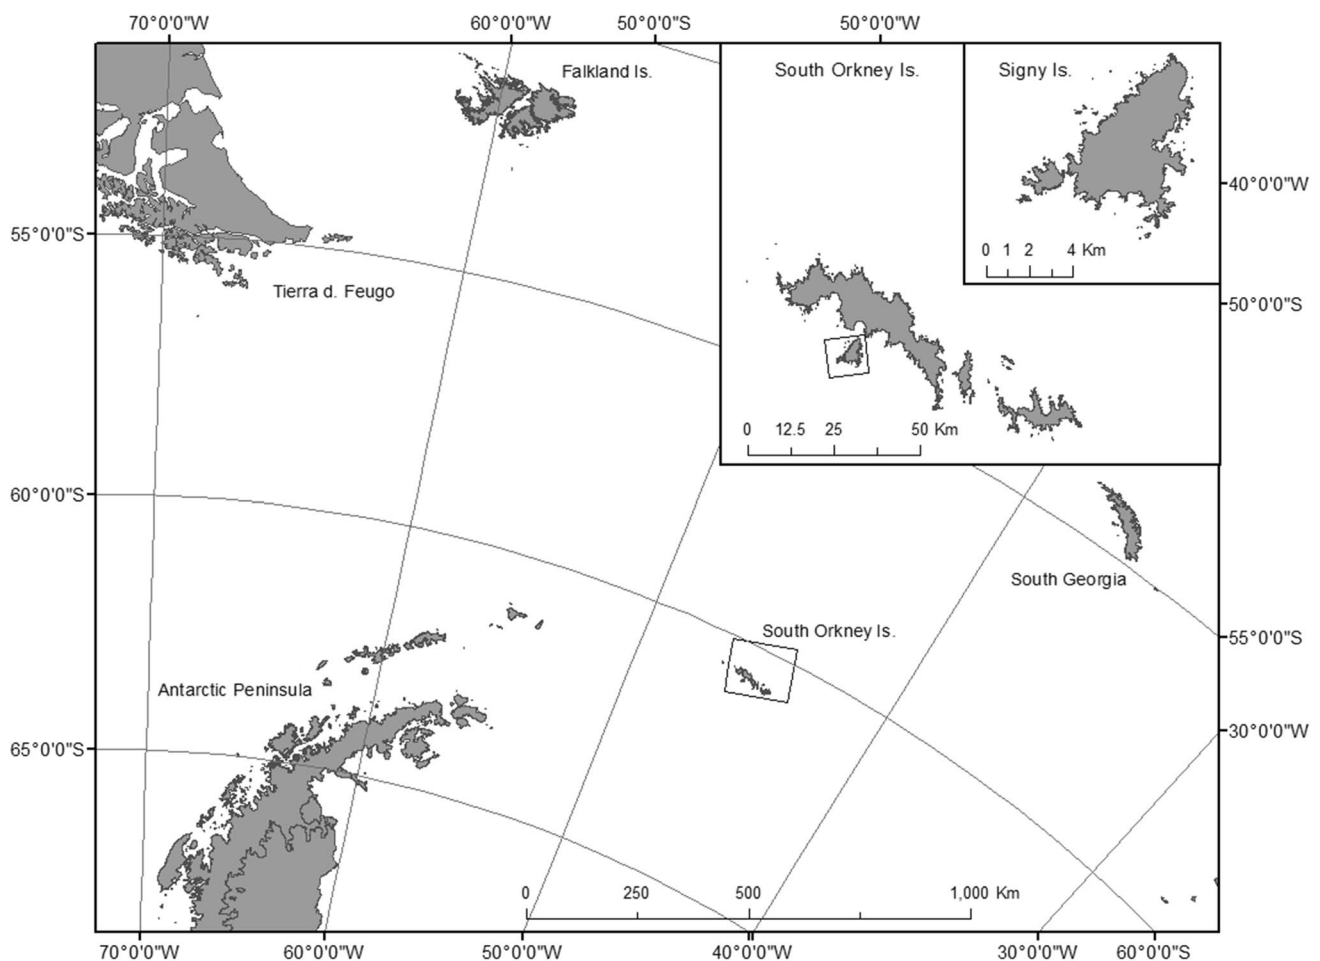 70°0'0"W 60°0'0"W 50°0'0"S 50°0'0"W
Falkland Is.
South Orkney Is.
Signy Is.
40°0'0"W
55°0'0"S
0 1 2 4 Km
Tierra d. Feugo
50°0'0"S
0 12.5 25 50 Km
60°0'0"S
South Georgia
South Orkney Is.
55°0'0"S
Antarctic Peninsula
30°0'0"W
65°0'0"S
0 250 500 1,000 Km
70°0'0"W 60°0'0"W 50°0'0"W 40°0'0"W 30°0'0"W 60°0'0"S